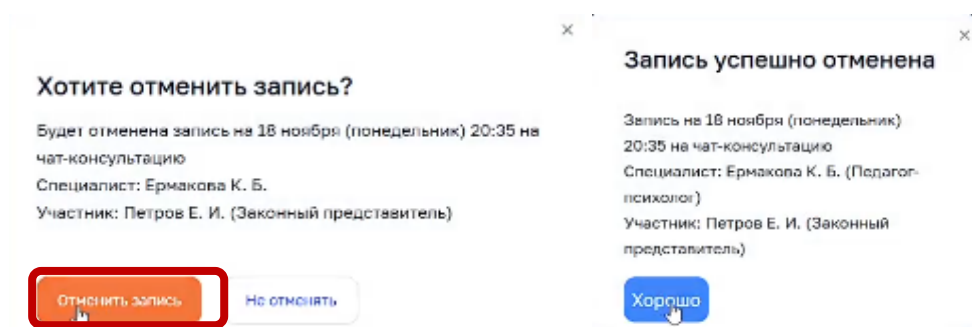 Хотите отменить запись?
Будет отменена запись на 18 ноября (понедельник) 20:35 на
чат-консультацию
Специалист: Ермакова К. Б.
Участник: Петров Е. И. (Законный представитель)
Отменить запись
Не отменять
Запись успешно отменена
Запись на 18 ноября (понедельник)
20:35 на чат-консультацию
Специалист: Ермакова К. Б. (Педагог-
психолог)
Участник: Петров Е. И. (Законный
представитель)
Хорошо